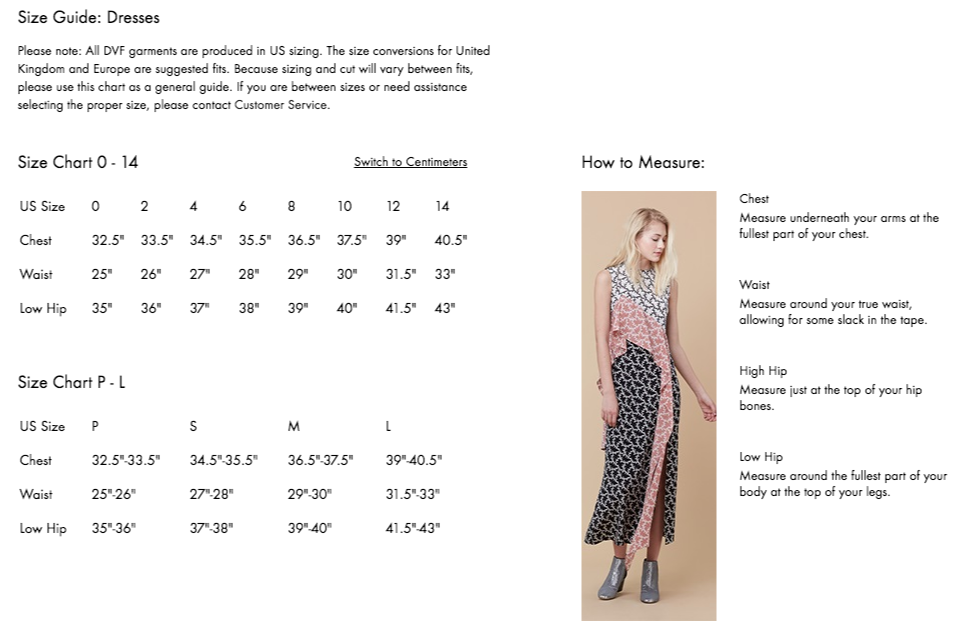 Size Guide: Dresses
Please note: All DVF garments are produced in US sizing. The size conversions for United
Kingdom and Europe are suggested fits. Because sizing and cut will vary between fits,
please use this chart as a general guide. If you are between sizes or need assistance
selecting the proper size, please contact Customer Service.
Size Chart 0 - 14 Switch to Centimeters
US Size 0 2 4 6 8 10 12 14
Chest 32.5" 33.5" 34.5" 35.5" 36.5" 37.5" 39" 40.5"
Waist 25" 26" 27" 28" 29" 30" 31.5" 33"
Low Hip 35" 36" 37" 38" 39" 40" 41.5" 43"
Size Chart P - L
US Size P S M L
Chest 32.5"-33.5" 34.5"-35.5" 36.5"-37.5" 39"-40.5"
Waist 25"-26" 27"-28" 29"-30" 31.5"-33"
Low Hip 35"-36" 37"-38" 39"-40" 41.5"-43"
How to Measure:
Chest
Measure underneath your arms at the
fullest part of your chest.
Waist
Measure around your true waist,
allowing for some slack in the tape.
High Hip
Measure just at the top of your hip
bones.
Low Hip
Measure around the fullest part of your
body at the top of your legs.